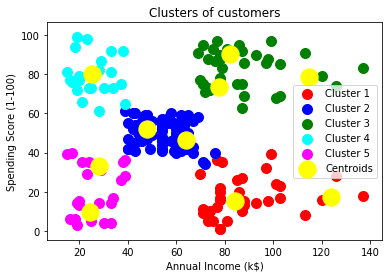 Clusters of customers
Spending Score (1-100)
100
80
60
40
20
0
Cluster 1
Cluster 2
Cluster 3
Cluster 4
Cluster 5
Centroids
20 40 60 80 100 120 140
Annual Income (k$)